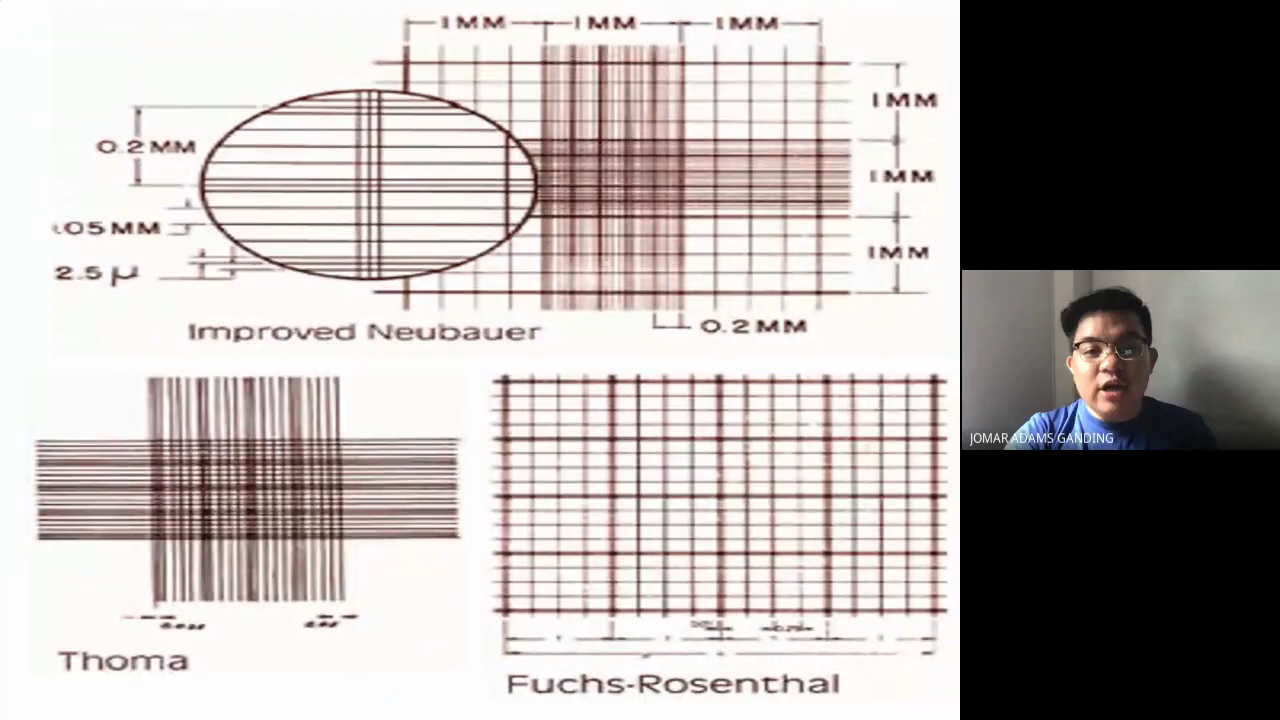 1MM 1MM 1MM
1MM
0.2MM
1MM
.05MM
1MM
2.5 µ
0.2MM
Improved Neubauer
JOMAR ADAMS GANDING
Thoma
Fuchs-Rosenthal